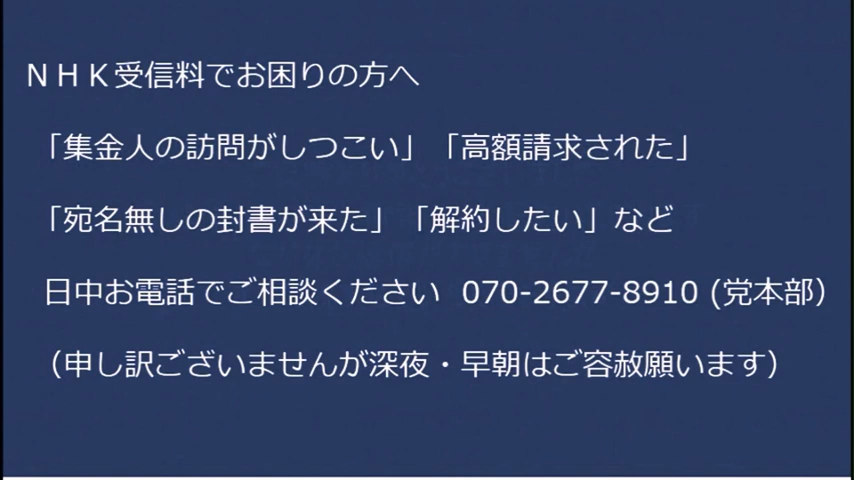 ＮＨＫ受信料でお困りの方へ
「集金人の訪問がしつこい」「高額請求された」
「宛名無しの封書が来た」「解約したい」など
日中お電話でご相談ください 070-2677-8910 (党本部）
（申し訳ございませんが深夜・早朝はご容赦願います）